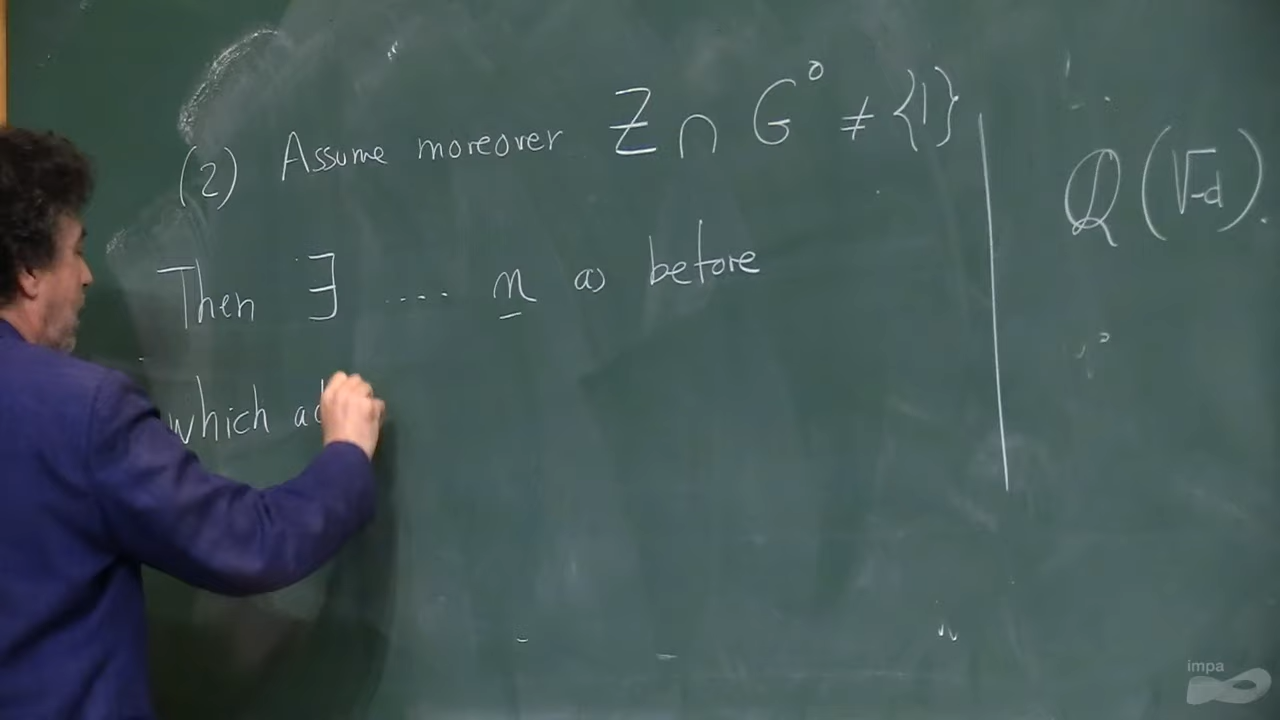 (2) Assume moreover Z ∩ G° ≠ {1}
Then ∃ .... n as before
which
Q(√-d).
impa